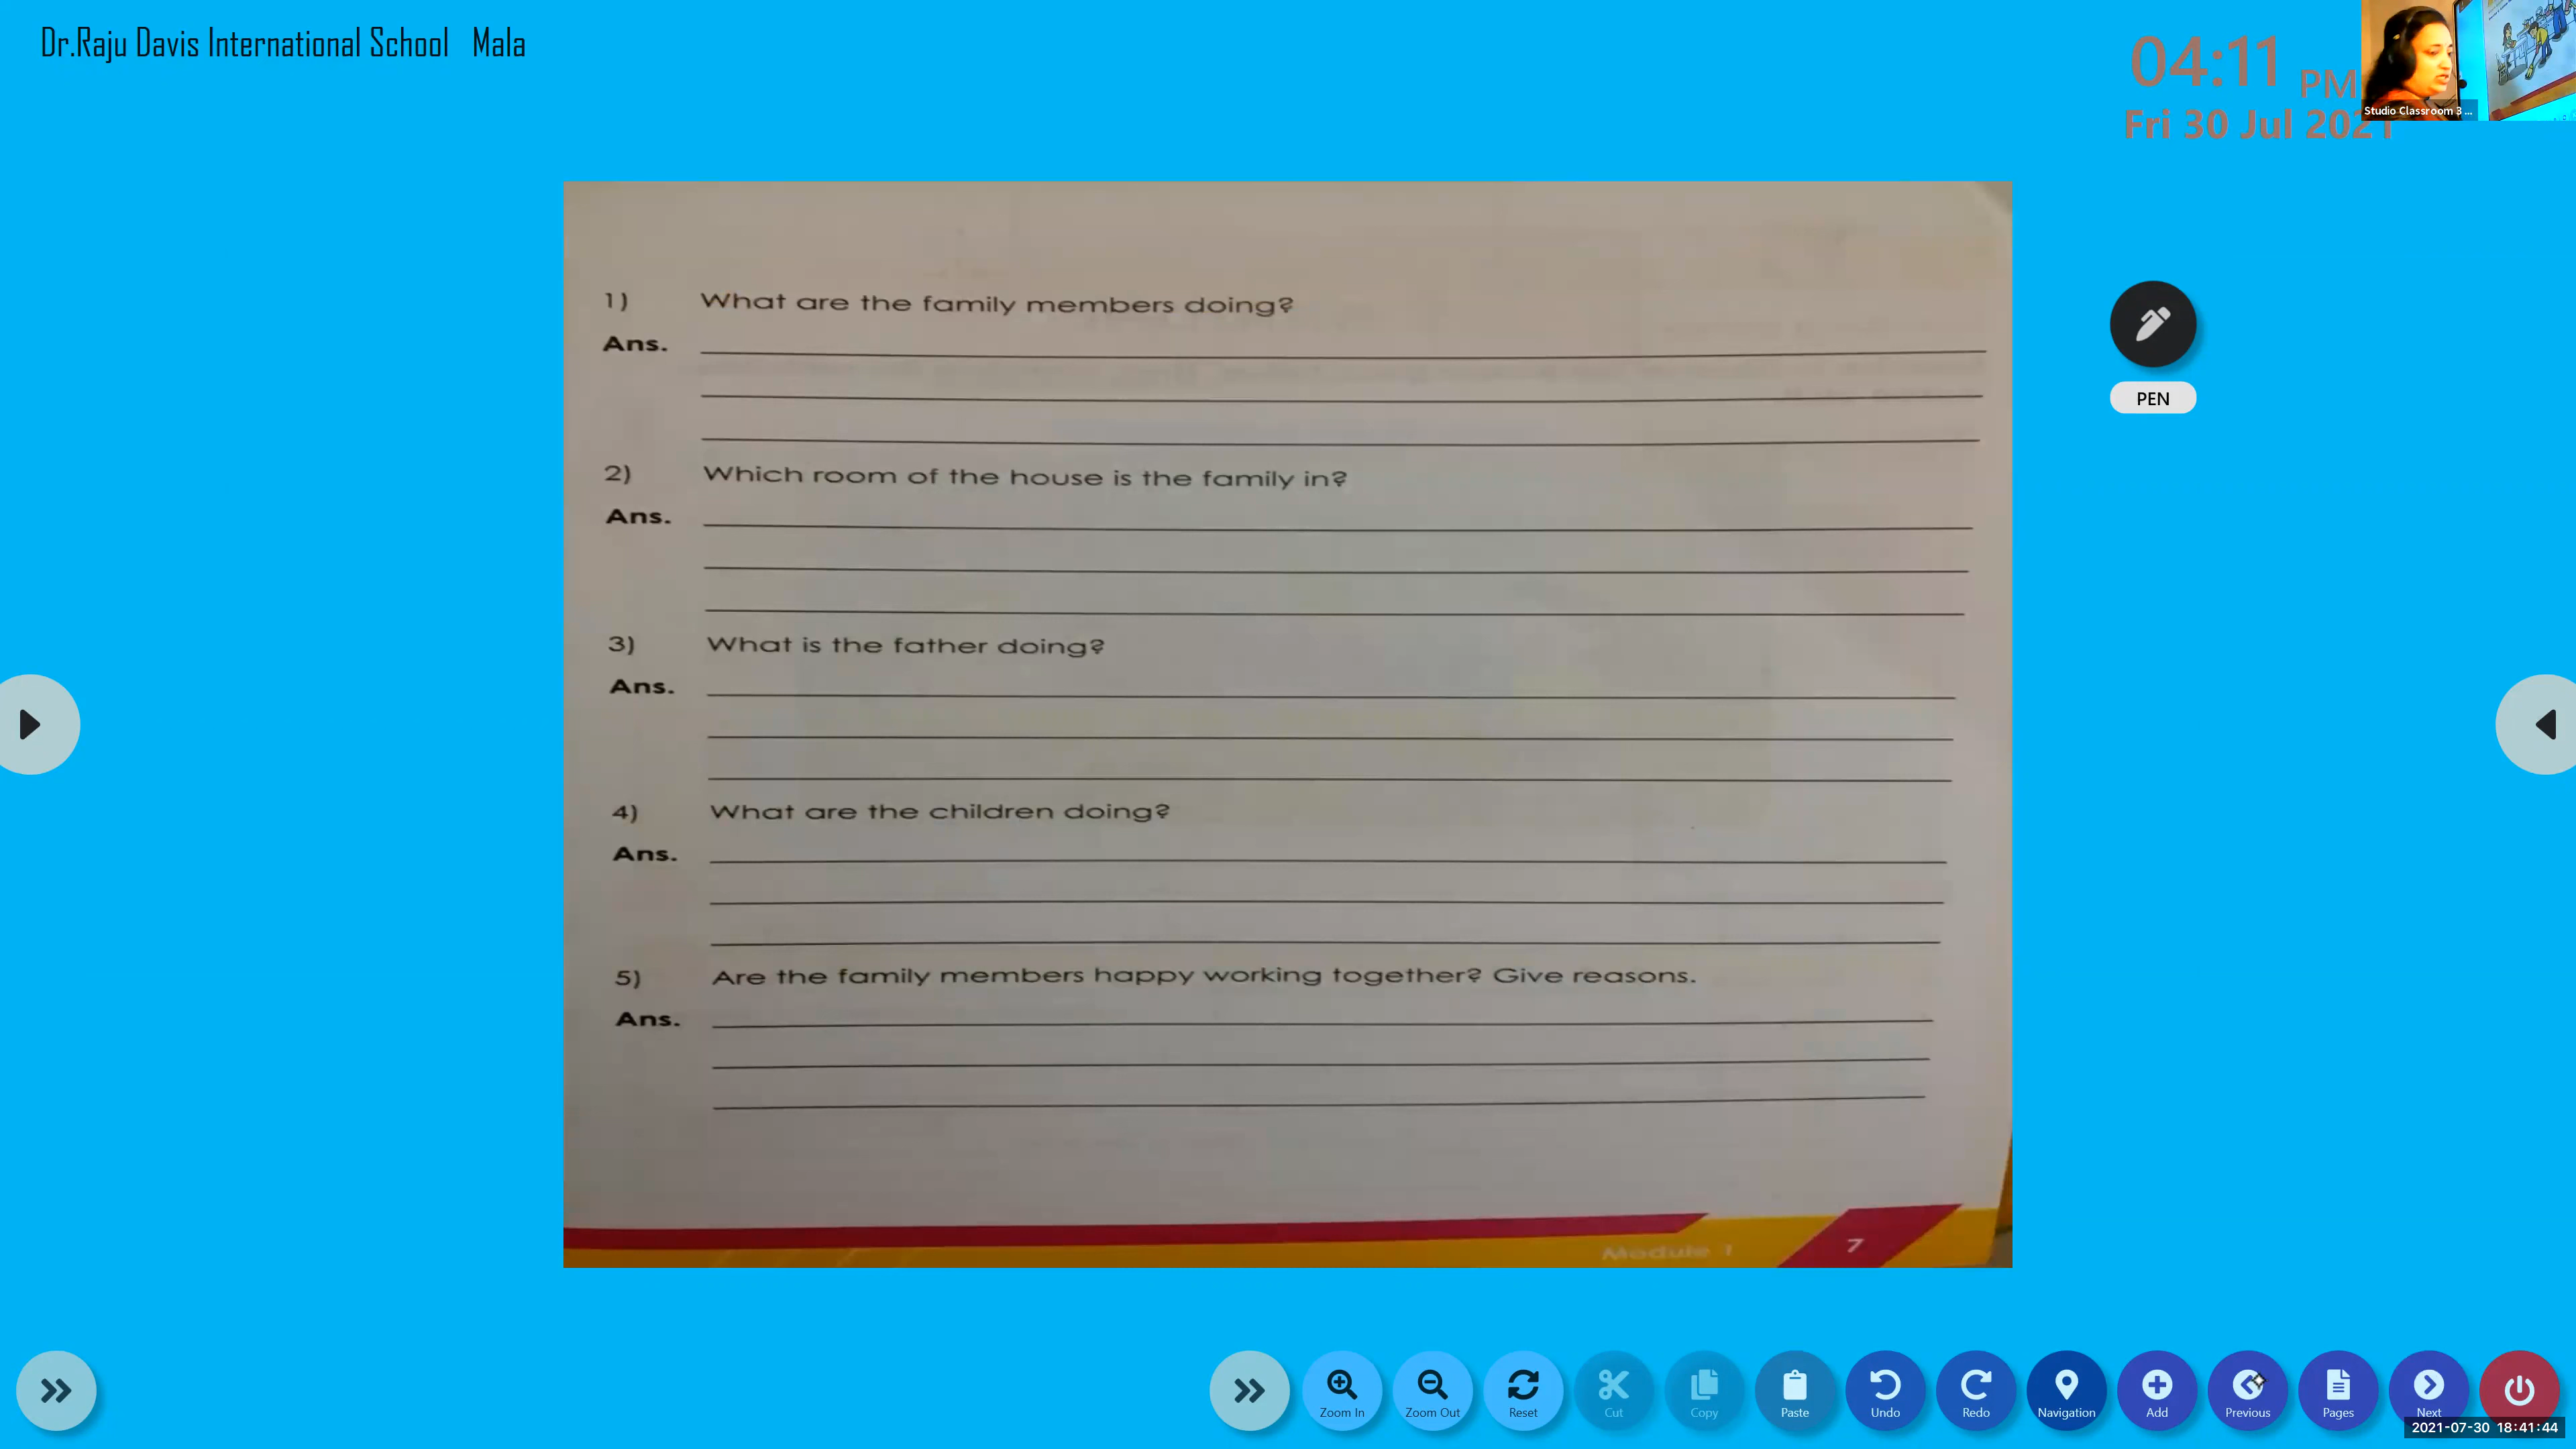 Dr.Raju Davis International School Mala
04:11 PM
Fri 30 Jul 2021
Studio Classroom 3 ...
1) What are the family members doing?
Ans.
2) Which room of the house is the family in?
Ans.
3) What is the father doing?
Ans.
4) What are the children doing?
Ans.
5) Are the family members happy working together? Give reasons.
Ans.
Module 1 7
PEN
Zoom In Zoom Out Reset Cut Copy Paste Undo Redo Navigation Add Previous Pages Next
2021-07-30 18:41:44